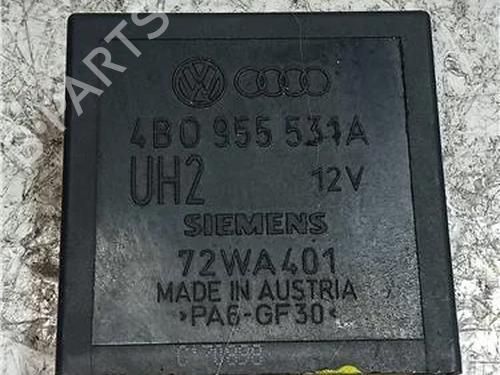 PARTS
4B0 955 531A
UH2 12V
SIEMENS
72WA401
MADE IN AUSTRIA
>PA6-GF30<